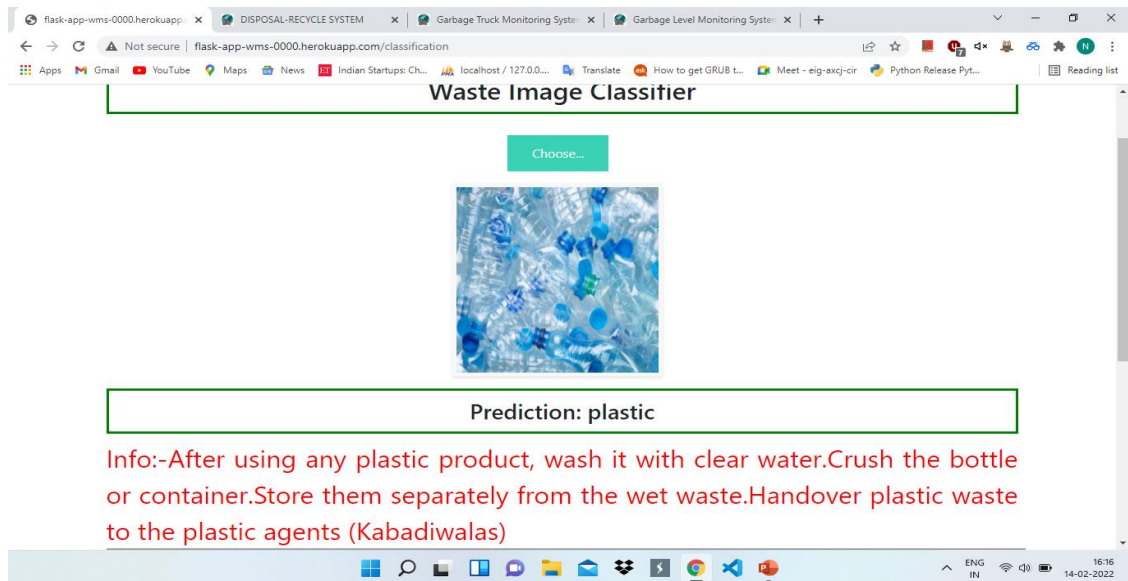 flask-app-wms-0000.herokuapp.
DISPOSAL-RECYCLE SYSTEM
Garbage Truck Monitoring System
Garbage Level Monitoring System
Not secure | flask-app-wms-0000.herokuapp.com/classification
N
Apps Gmail YouTube Maps News ET Indian Startups: Ch... localhost / 127.0.0.... Translate How to get GRUB t... Meet - eig-axcj-cir Python Release Pyt... Reading list
Waste Image Classifier
Choose...
Prediction: plastic
Info:-After using any plastic product, wash it with clear water.Crush the bottle
or container.Store them separately from the wet waste.Handover plastic waste
to the plastic agents (Kabadiwalas)
ENG
IN
16:16
14-02-2022